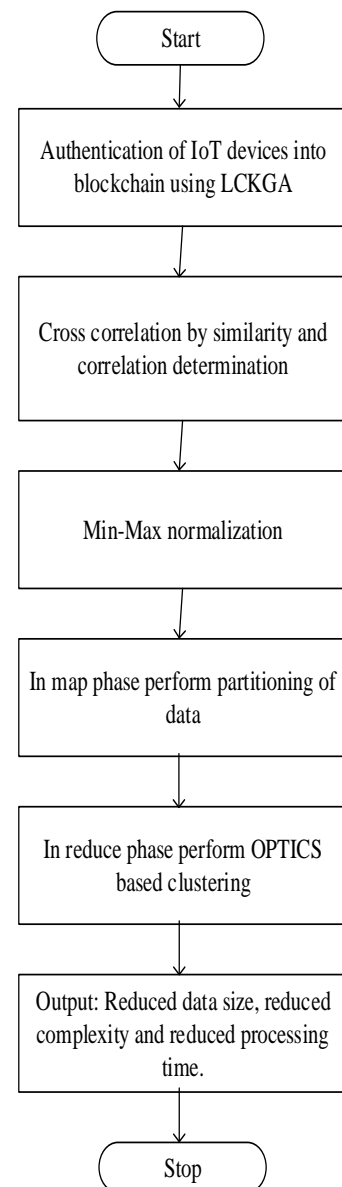 Start
Authentication of IoT devices into
blockchain using LCKGA
Cross correlation by similarity and
correlation determination
Min-Max normalization
In map phase perform partitioning of
data
In reduce phase perform OPTICS
based clustering
Output: Reduced data size, reduced
complexity and reduced processing
time.
Stop